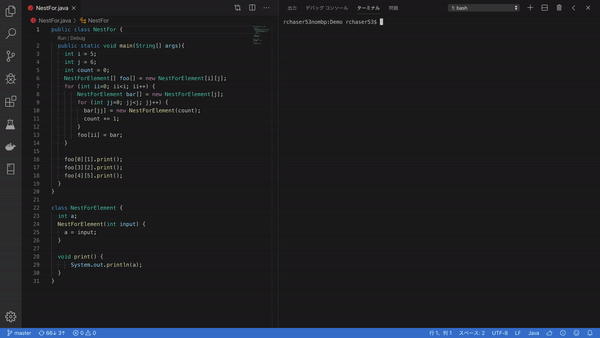 NestFor.java
NestFor.java > NestFor
1 public class NestFor {
Run | Debug
2 public static void main(String[] args){
3 int i = 5;
4 int j = 6;
5 int count = 0;
6 NestForElement[] foo[] = new NestForElement[i][j];
7 for (int ii=0; ii<i; ii++) {
8 NestForElement bar[] = new NestForElement[j];
9 for (int jj=0; jj<j; jj++) {
10 bar[jj] = new NestForElement(count);
11 count += 1;
12 }
13 foo[ii] = bar;
14 }
15
16 foo[0][1].print();
17 foo[3][2].print();
18 foo[4][5].print();
19 }
20 }
21
22 class NestForElement {
23 int a;
24 NestForElement(int input) {
25 a = input;
26 }
27
28 void print() {
29 System.out.println(a);
30 }
31 }
出力 デバッグ コンソール ターミナル 問題
1: bash
rchaser53nombp:Demo rchaser53$
master 66↓ 3↑ 0 0
行 1、列 1 スペース: 2 UTF-8 LF Java